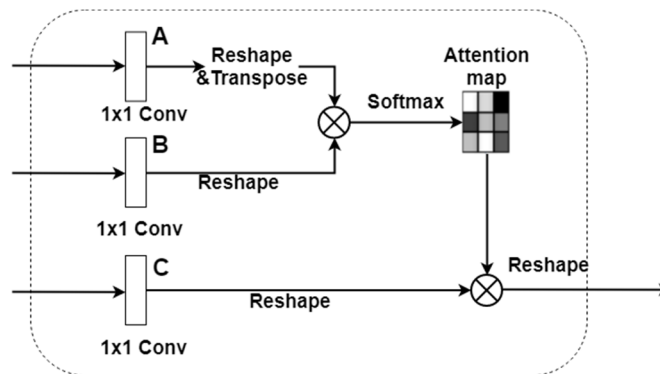 A
Reshape
&Transpose
1x1 Conv
Softmax
Attention
map
B
Reshape
1x1 Conv
C
Reshape
1x1 Conv
Reshape